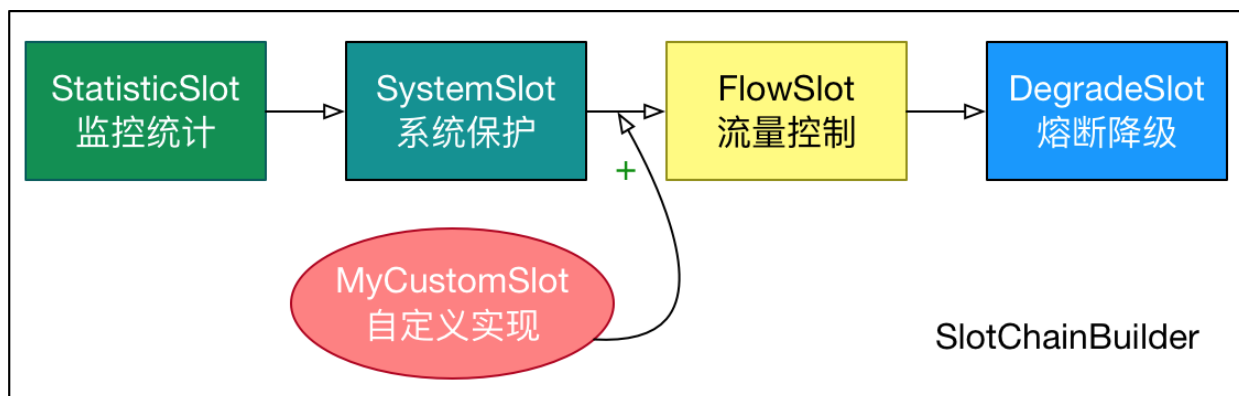 StatisticSlot
监控统计
SystemSlot
系统保护
FlowSlot
流量控制
DegradeSlot
熔断降级
+
MyCustomSlot
自定义实现
SlotChainBuilder